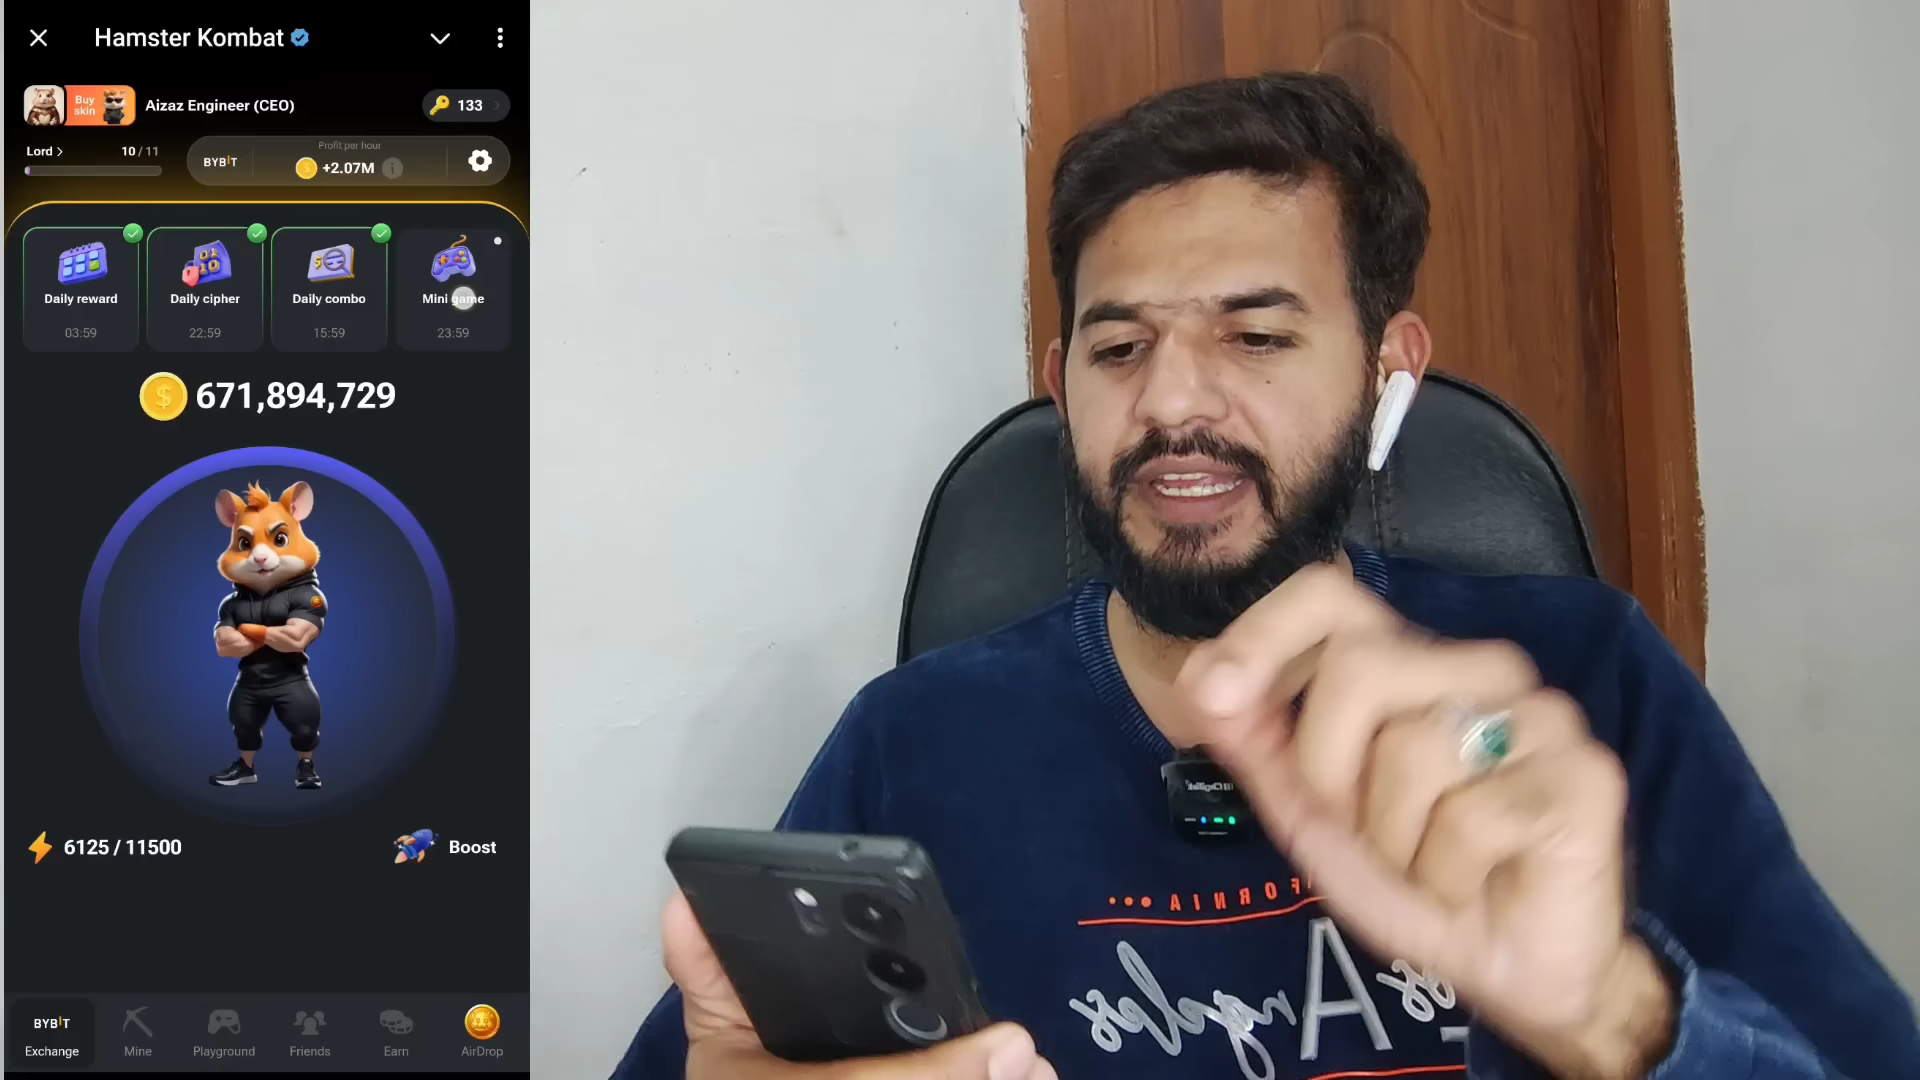 Hamster Kombat
Buy
skin
Aizaz Engineer (CEO)
133
Lord >
10 / 11
BYBIT
Profit per hour
+2.07M
Daily reward
03:59
Daily cipher
22:59
Daily combo
15:59
Mini game
23:59
671,894,729
6125 / 11500
Boost
BYBIT
Exchange
Mine
Playground
Friends
Earn
AirDrop
Angeles